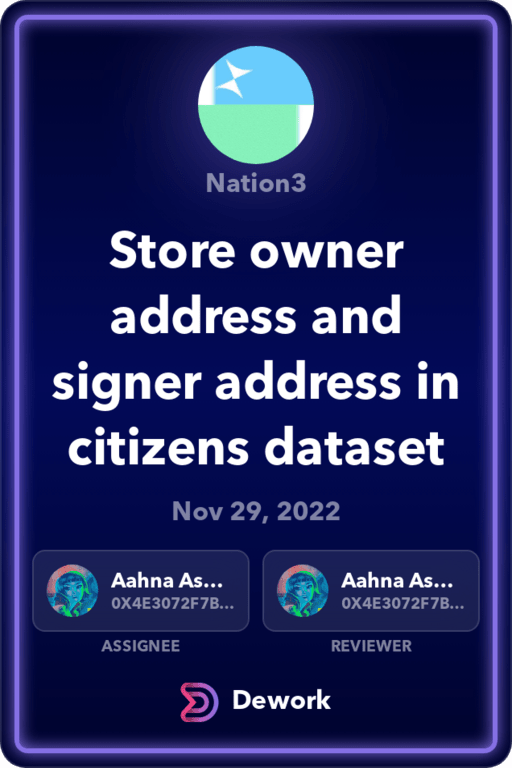 Nation3
Store owner
address and
signer address in
citizens dataset
Nov 29, 2022
Aahna As...
0X4E3072F7B...
Aahna As...
0X4E3072F7B...
ASSIGNEE
REVIEWER
Dework